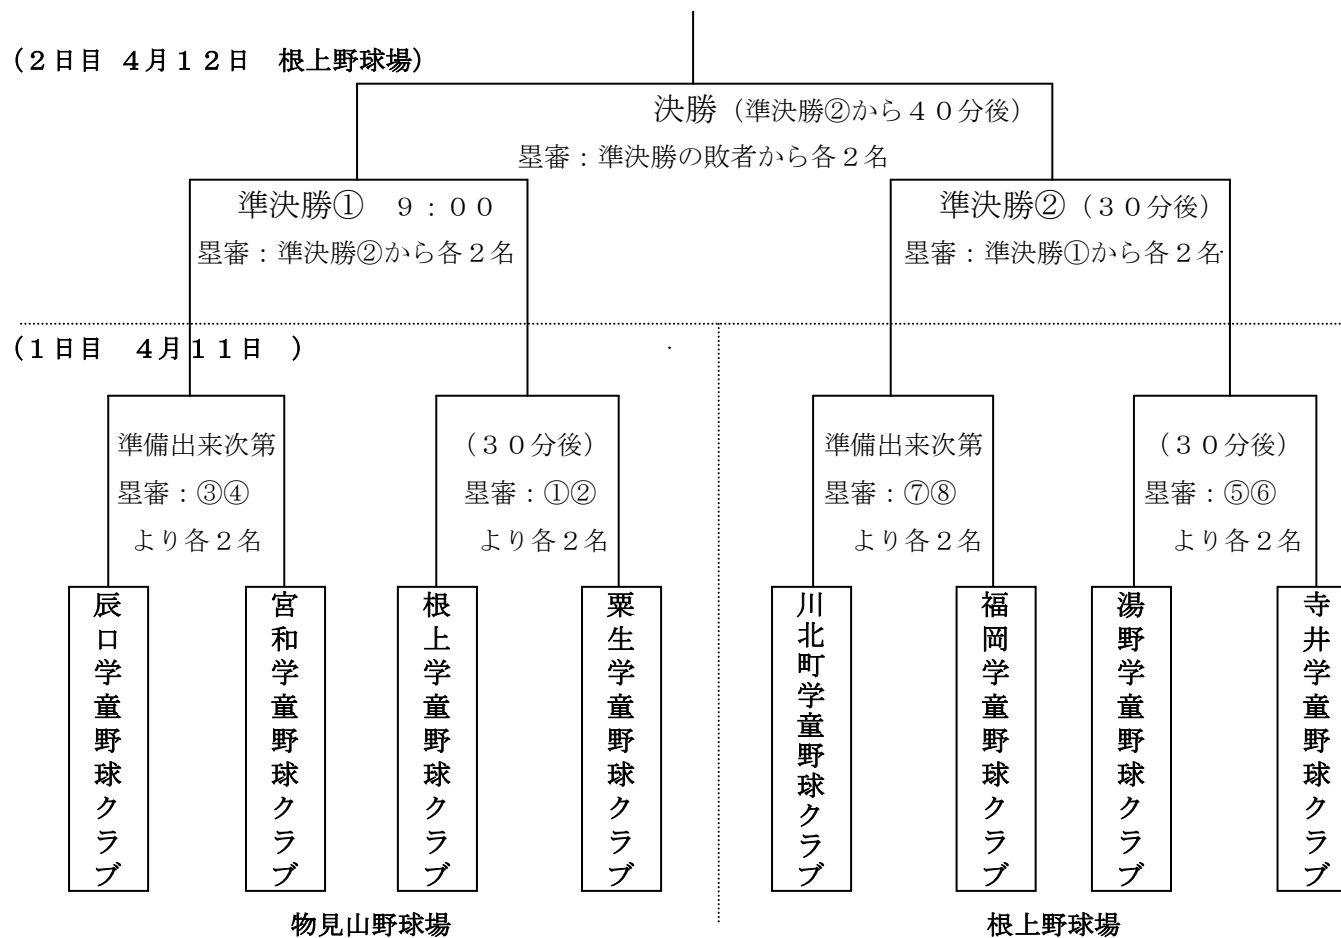 (２日目 ４月１２日 根上野球場)
決勝（準決勝②から４０分後）
塁審：準決勝の敗者から各２名
準決勝① ９：００
塁審：準決勝②から各２名
準決勝②（３０分後）
塁審：準決勝①から各２名
(１日目 ４月１１日 )
準備出来次第
塁審：③④
より各２名
（３０分後）
塁審：①②
より各２名
準備出来次第
塁審：⑦⑧
より各２名
（３０分後）
塁審：⑤⑥
より各２名
辰口学童野球クラブ
宮和学童野球クラブ
根上学童野球クラブ
粟生学童野球クラブ
川北町学童野球クラブ
福岡学童野球クラブ
湯野学童野球クラブ
寺井学童野球クラブ
物見山野球場
根上野球場